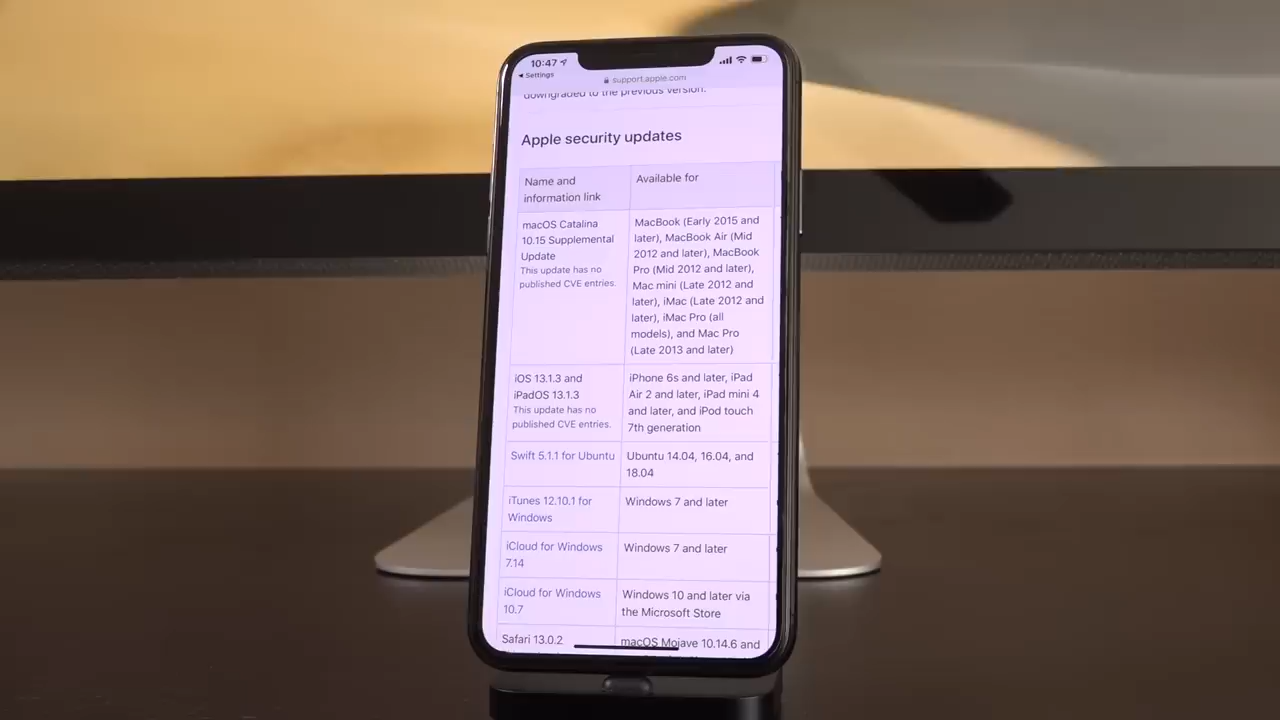 10:47
Settings
support.apple.com
downgraded to the previous version.
Apple security updates
Name and
information link
Available for
macOS Catalina
10.15 Supplemental
Update
This update has no
published CVE entries.
MacBook (Early 2015 and
later), MacBook Air (Mid
2012 and later), MacBook
Pro (Mid 2012 and later),
Mac mini (Late 2012 and
later), iMac (Late 2012 and
later), iMac Pro (all
models), and Mac Pro
(Late 2013 and later)
iOS 13.1.3 and
iPadOS 13.1.3
This update has no
published CVE entries.
iPhone 6s and later, iPad
Air 2 and later, iPad mini 4
and later, and iPod touch
7th generation
Swift 5.1.1 for Ubuntu
Ubuntu 14.04, 16.04, and
18.04
iTunes 12.10.1 for
Windows
Windows 7 and later
iCloud for Windows
7.14
Windows 7 and later
iCloud for Windows
10.7
Windows 10 and later via
the Microsoft Store
Safari 13.0.2
macOS Mojave 10.14.6 and